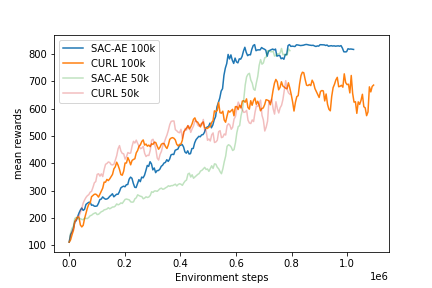 SAC-AE 100k
CURL 100k
SAC-AE 50k
CURL 50k
800
700
600
500
400
300
200
100
mean rewards
0.0 0.2 0.4 0.6 0.8 1.0
Environment steps
1e6